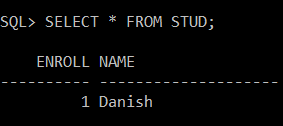 SQL> SELECT * FROM STUD;
    ENROLL NAME
---------- --------------------
         1 Danish